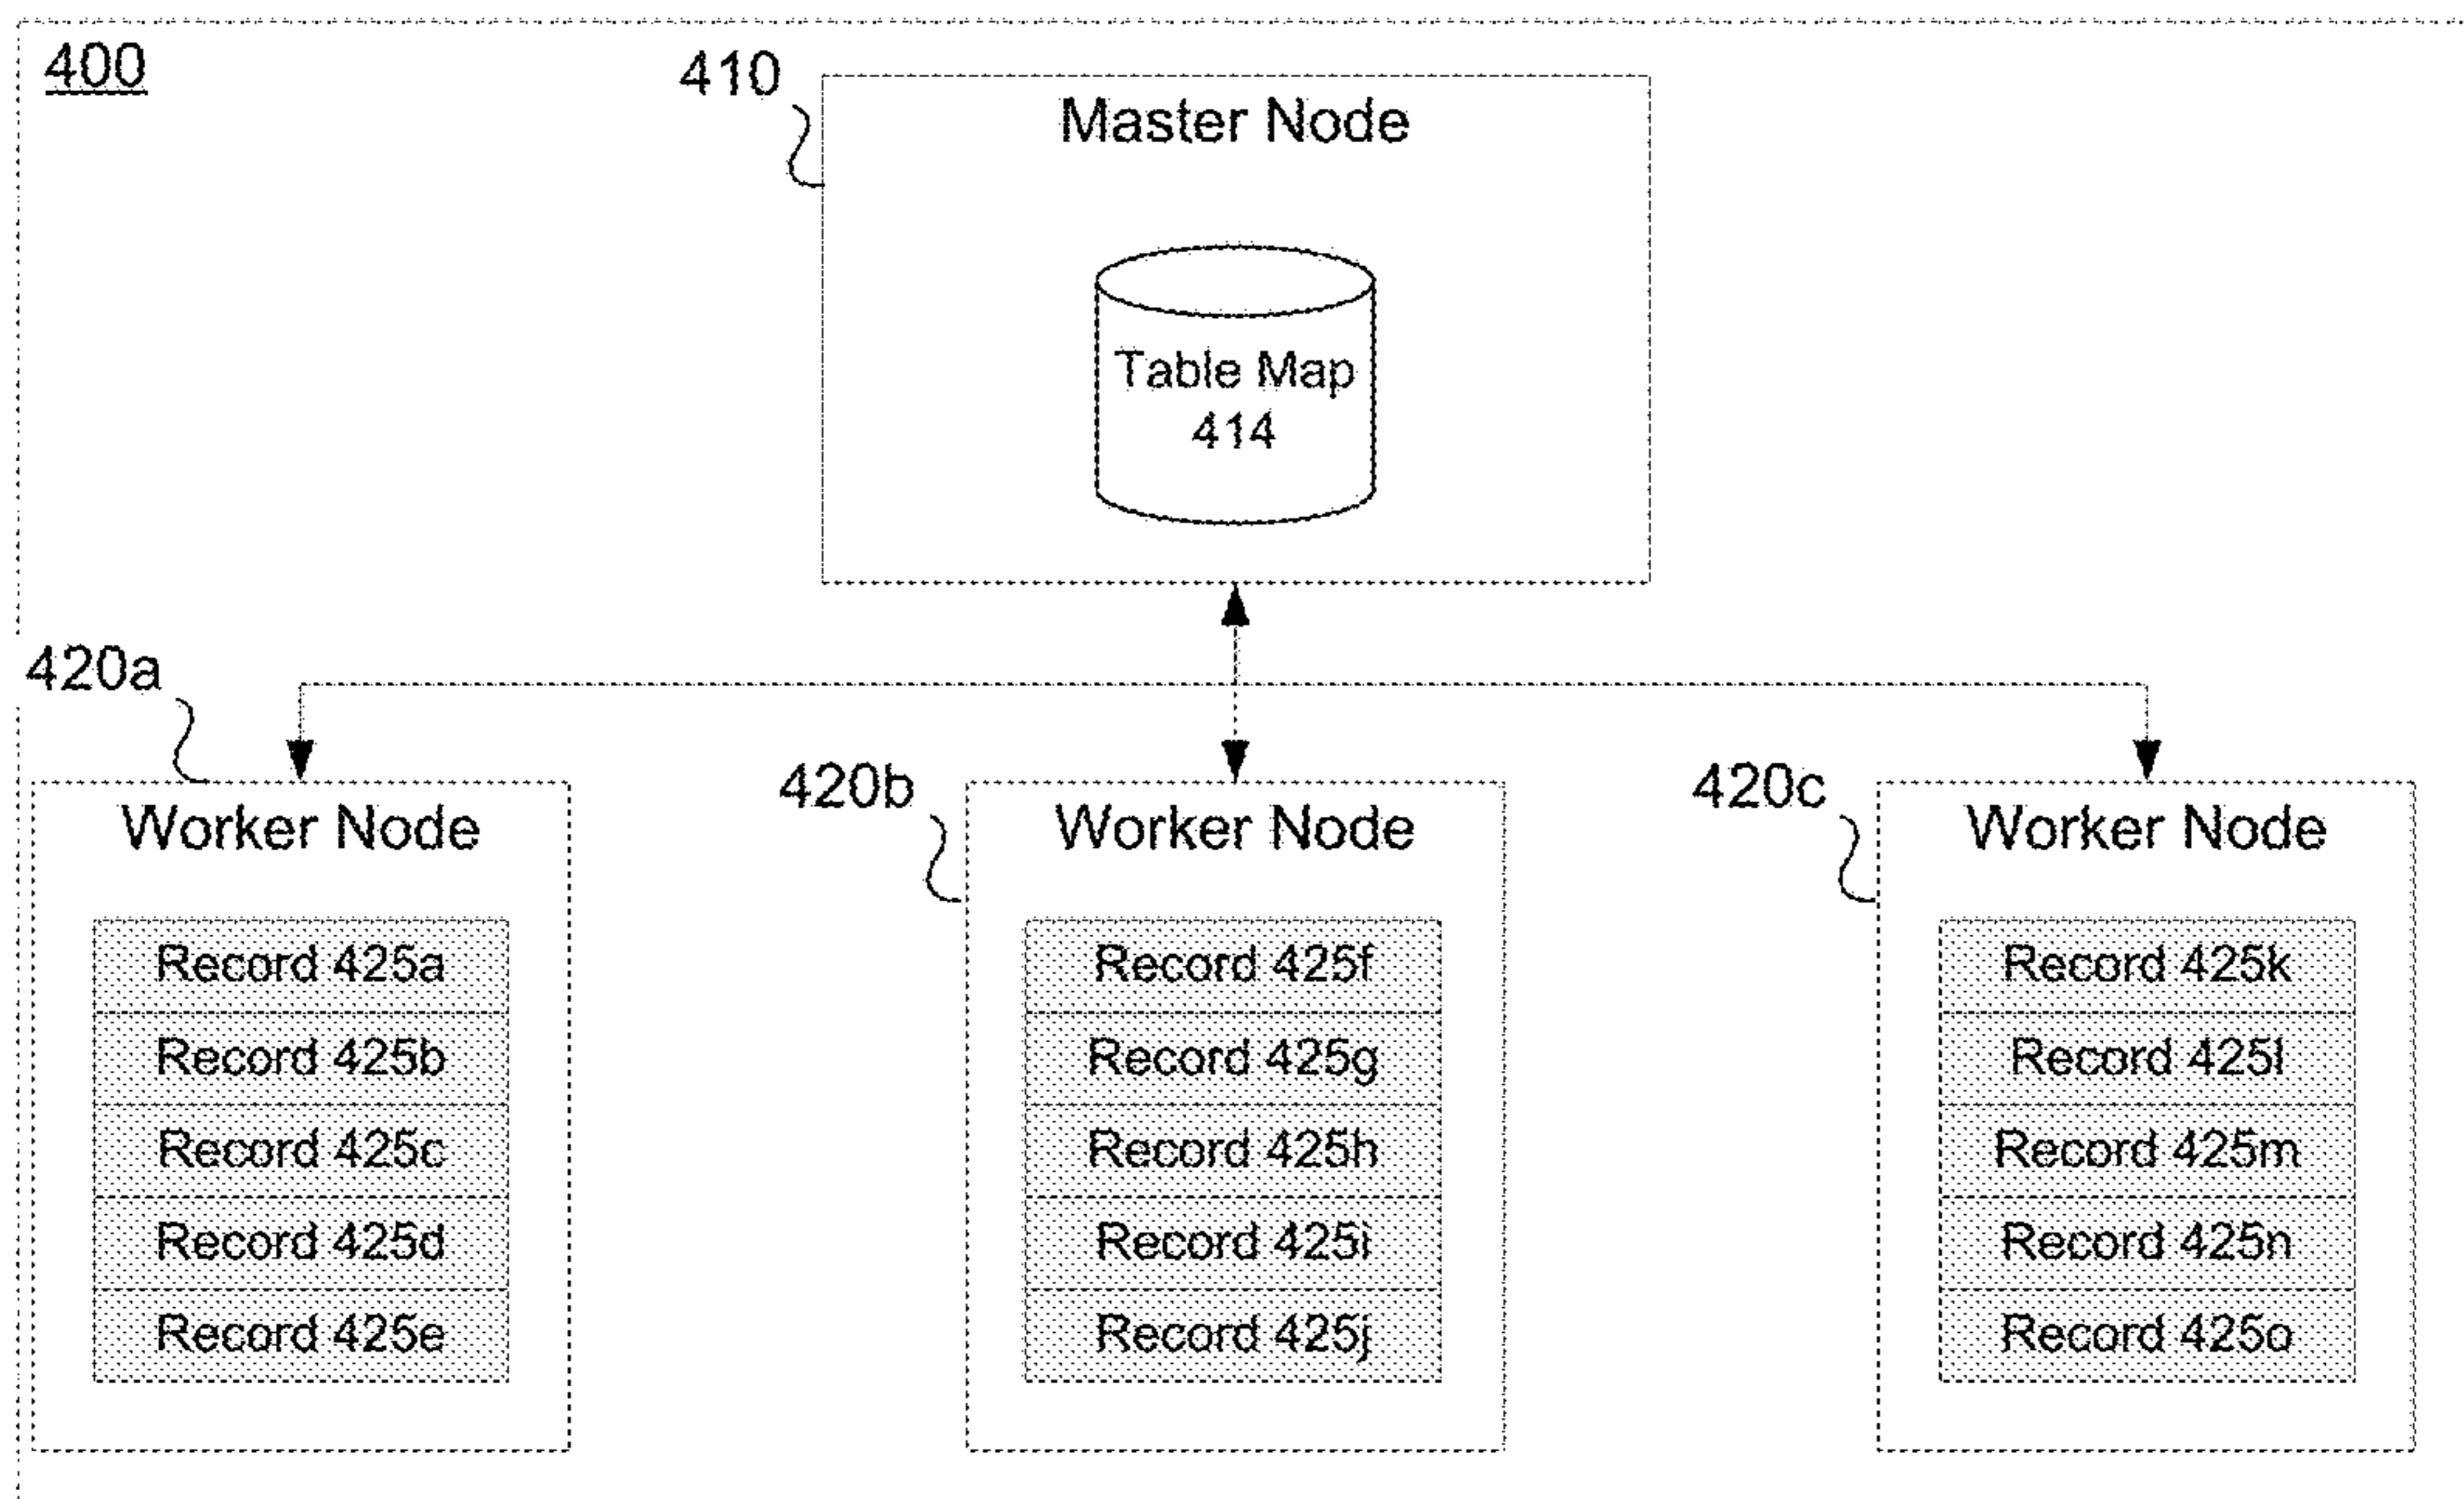 400
410
Master Node
Table Map
414
420a
Worker Node
Record 425a
Record 425b
Record 425c
Record 425d
Record 425e
420b
Worker Node
Record 425f
Record 425g
Record 425h
Record 425i
Record 425j
420c
Worker Node
Record 425k
Record 425l
Record 425m
Record 425n
Record 425o